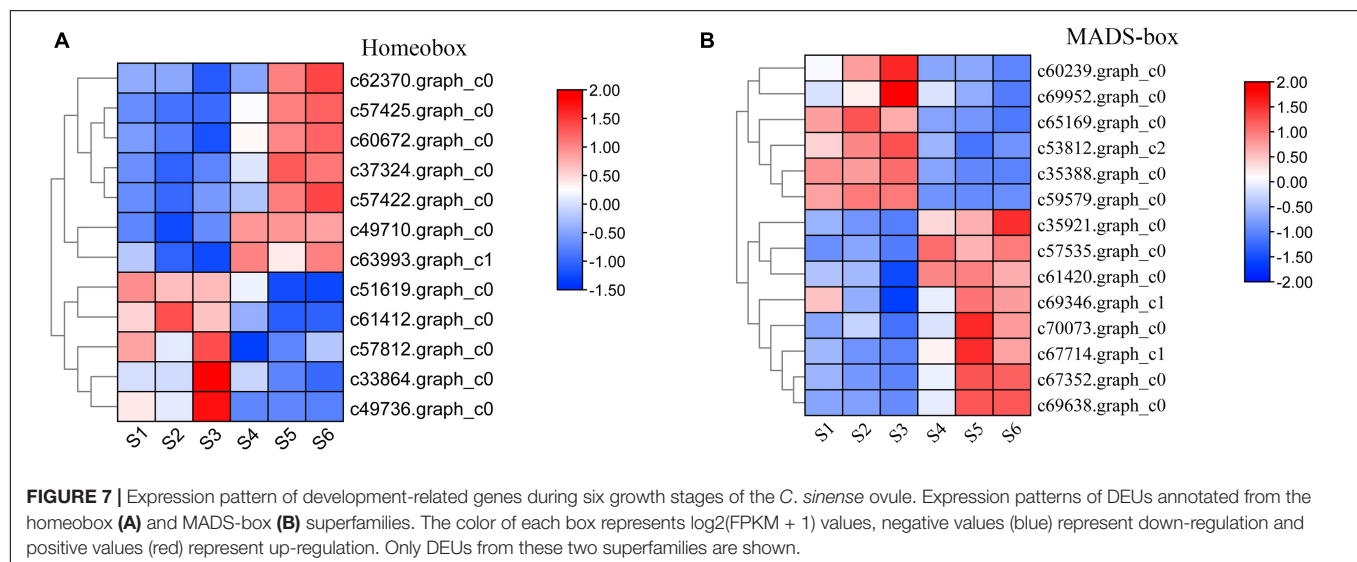 A
Homeobox
c62370.graph_c0
c57425.graph_c0
c60672.graph_c0
c37324.graph_c0
c57422.graph_c0
c49710.graph_c0
c63993.graph_c1
c51619.graph_c0
c61412.graph_c0
c57812.graph_c0
c33864.graph_c0
c49736.graph_c0
S1 S2 S3 S4 S5 S6
2.00
1.50
1.00
0.50
0.00
-0.50
-1.00
-1.50
B
MADS-box
c60239.graph_c0
c69952.graph_c0
c65169.graph_c0
c53812.graph_c2
c35388.graph_c0
c59579.graph_c0
c35921.graph_c0
c57535.graph_c0
c61420.graph_c0
c69346.graph_c1
c70073.graph_c0
c67714.graph_c1
c67352.graph_c0
c69638.graph_c0
S1 S2 S3 S4 S5 S6
2.00
1.50
1.00
0.50
0.00
-0.50
-1.00
-1.50
-2.00
FIGURE 7 | Expression pattern of development-related genes during six growth stages of the C. sinense ovule. Expression patterns of DEUs annotated from the
homeobox (A) and MADS-box (B) superfamilies. The color of each box represents log2(FPKM + 1) values, negative values (blue) represent down-regulation and
positive values (red) represent up-regulation. Only DEUs from these two superfamilies are shown.